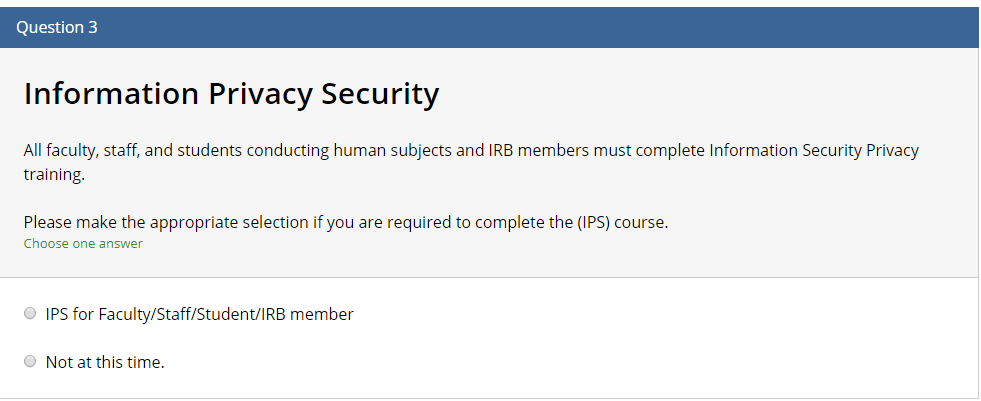 Question 3
Information Privacy Security
All faculty, staff, and students conducting human subjects and IRB members must complete Information Security Privacy
training.
Please make the appropriate selection if you are required to complete the (IPS) course.
Choose one answer
IPS for Faculty/Staff/Student/IRB member
Not at this time.